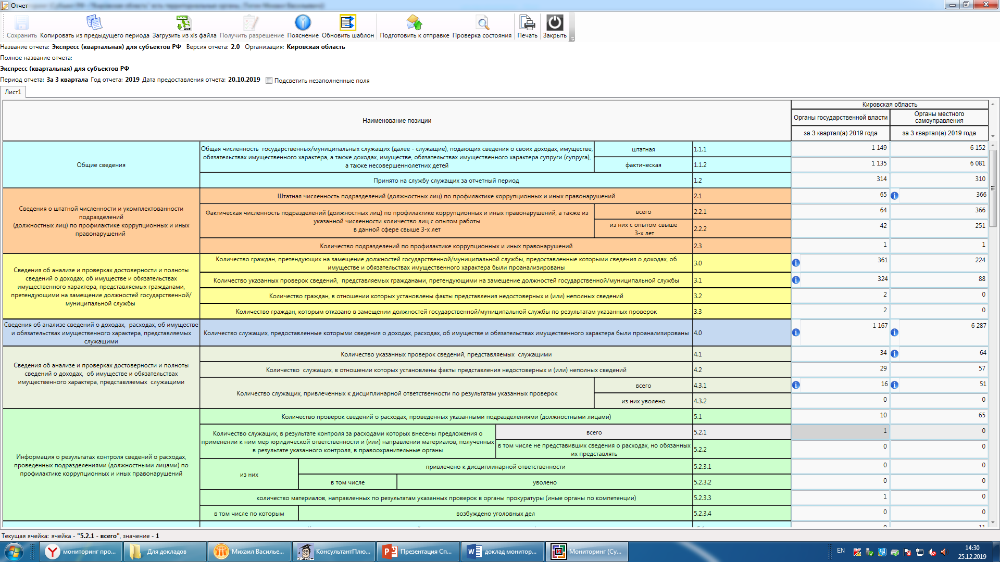 Отчет
Сохранить Копировать из предыдущего периода Загрузить из xls файла Получить разрешение Пояснение Обновить шаблон Подготовить к отправке Проверка состояния Печать Закрыть
Название отчета: Экспресс (квартальная) для субъектов РФ Версия отчета: 2.0 Организация: Кировская область
Полное название отчета:
Экспресс (квартальная) для субъектов РФ
Период отчета: За 3 квартала Год отчета: 2019 Дата предоставления отчета: 20.10.2019 Подсветить незаполненные поля
Лист1
Наименование позиции
Кировская область
Органы государственной власти
Органы местного
самоуправления
за 3 квартал(а) 2019 года
за 3 квартал(а) 2019 года
Общие сведения
Общая численность государственных/муниципальных служащих (далее - служащие), подающих сведения о своих доходах, имуществе,
обязательствах имущественного характера, а также доходах, имуществе, обязательствах имущественного характера супруги (супруга),
а также несовершеннолетних детей
штатная 1.1.1 1 149 6 152
фактическая 1.1.2 1 135 6 081
Принято на службу служащих за отчетный период 1.2 314 310
Сведения о штатной численности и укомплектованности
подразделений
(должностных лиц) по профилактике коррупционных и иных
правонарушений
Штатная численность подразделений (должностных лиц) по профилактике коррупционных и иных правонарушений 2.1 65 366
Фактическая численность подразделений (должностных лиц) по профилактике коррупционных и иных правонарушений, а также из
указанной численности количество лиц с опытом работы
в данной сфере свыше 3-х лет
всего 2.2.1 64 366
из них с опытом свыше
3-х лет
2.2.2 42 251
Количество подразделений по профилактике коррупционных и иных правонарушений 2.3 1 1
Сведения об анализе и проверках достоверности и полноты
сведений о доходах, об имуществе и обязательствах
имущественного характера, представляемых гражданами,
претендующими на замещение должностей государственной/
муниципальной службы
Количество граждан, претендующих на замещение должностей государственной/муниципальной службы, предоставленные которыми сведения о доходах, об
имуществе и обязательствах имущественного характера были проанализированы
3.0 361 224
Количество указанных проверок сведений, представляемых гражданами, претендующими на замещение должностей государственной/муниципальной службы 3.1 324 88
Количество граждан, в отношении которых установлены факты представления недостоверных и (или) неполных сведений 3.2 2 0
Количество граждан, которым отказано в замещении должностей государственной/муниципальной службы по результатам указанных проверок 3.3 2 0
Сведения об анализе сведений о доходах, расходах, об имуществе
и обязательствах имущественного характера, представляемых
служащими
Количество служащих, предоставленные которыми сведения о доходах, расходах, об имуществе и обязательствах имущественного характера были проанализированы 4.0 1 167 6 287
Сведения об анализе и проверках достоверности и полноты
сведений о доходах, об имуществе и обязательствах
имущественного характера, представляемых служащими
Количество указанных проверок сведений, представляемых служащими 4.1 34 64
Количество служащих, в отношении которых установлены факты представления недостоверных и (или) неполных сведений 4.2 29 57
Количество служащих, привлеченных к дисциплинарной ответственности по результатам указанных проверок
всего 4.3.1 16 51
из них уволено 4.3.2 0 0
Информация о результатах контроля сведений о расходах,
проведенных подразделениями (должностными лицами) по
профилактике коррупционных и иных правонарушений
Количество проверок сведений о расходах, проведенных указанными подразделениями (должностными лицами) 5.1 10 65
Количество служащих, в результате контроля за расходами которых внесены предложения о
применении к ним мер юридической ответственности и (или) направлении материалов, полученных
в результате указанного контроля, в правоохранительные органы
всего 5.2.1 1 0
в том числе не представивших сведения о расходах, но обязанных
их представлять
5.2.2 0 0
из них
привлечено к дисциплинарной ответственности 5.2.3.1 0 0
в том числе уволено 5.2.3.2 0 0
количество материалов, направленных по результатам указанных проверок в органы прокуратуры (иные органы по компетенции) 5.2.3.3 1 0
в том числе по которым возбуждено уголовных дел 5.2.3.4 0 0
Текущая ячейка: ячейка - "5.2.1 - всего", значение - 1
мониторинг про... Для докладов Михаил Василье... КонсультантПлю... Презентация Сп... доклад монитор... Мониторинг (Су... EN 14:30
25.12.2019